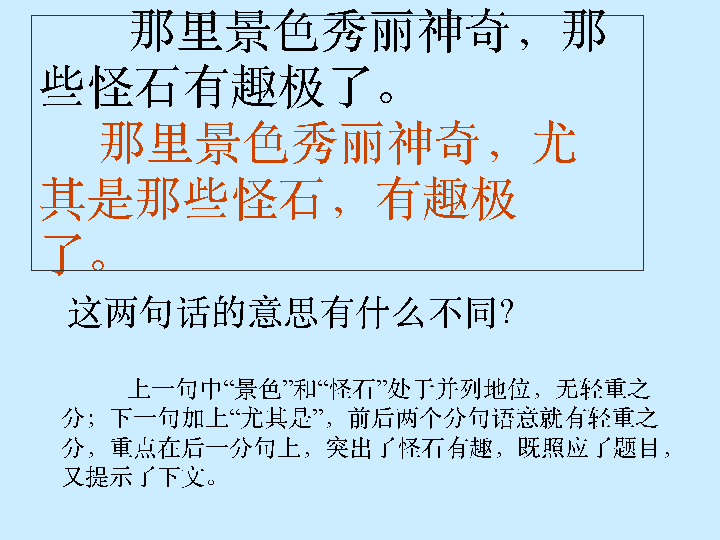 那里景色秀丽神奇，那
些怪石有趣极了。
那里景色秀丽神奇，尤
其是那些怪石，有趣极
了。
这两句话的意思有什么不同？
上一句中“景色”和“怪石”处于并列地位，无轻重之
分；下一句加上“尤其是”，前后两个分句语意就有轻重之
分，重点在后一分句上，突出了怪石有趣，既照应了题目，
又提示了下文。